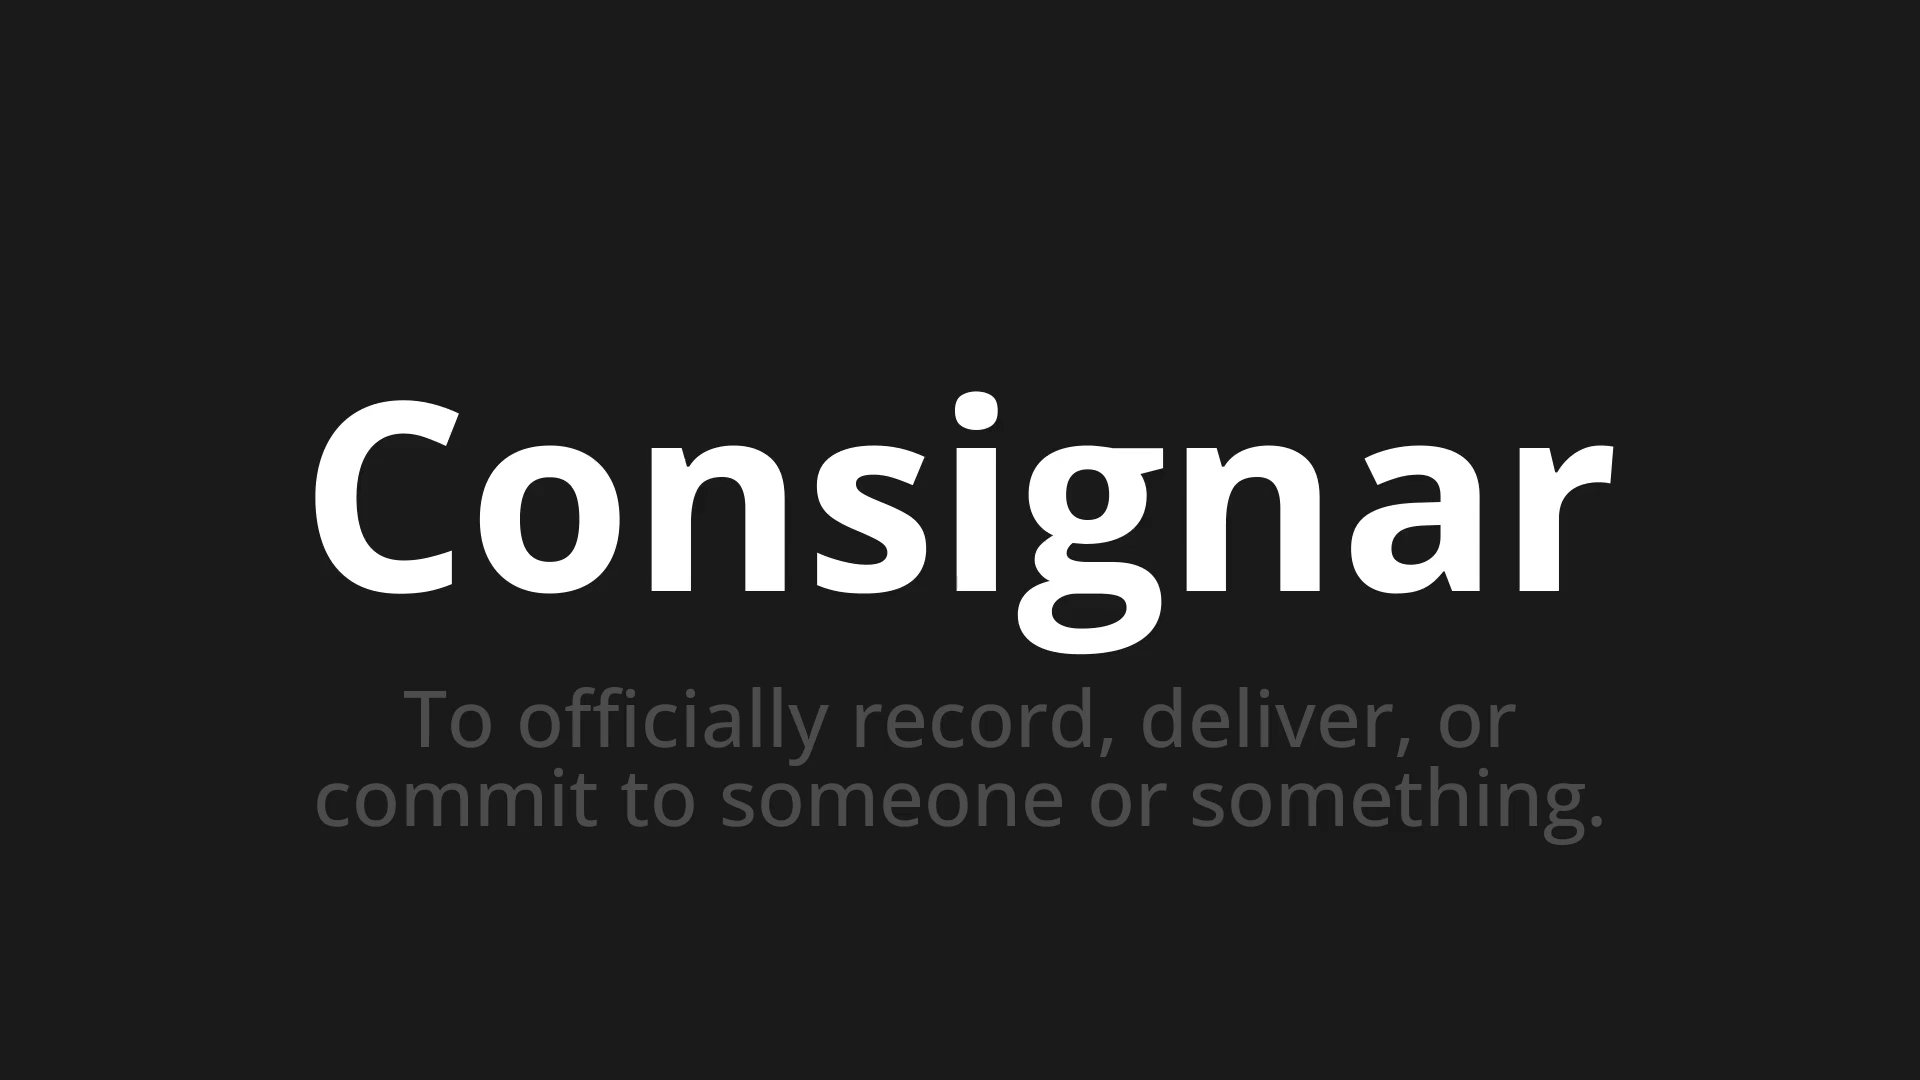 Consignar
To officially record, deliver, or
commit to someone or something.